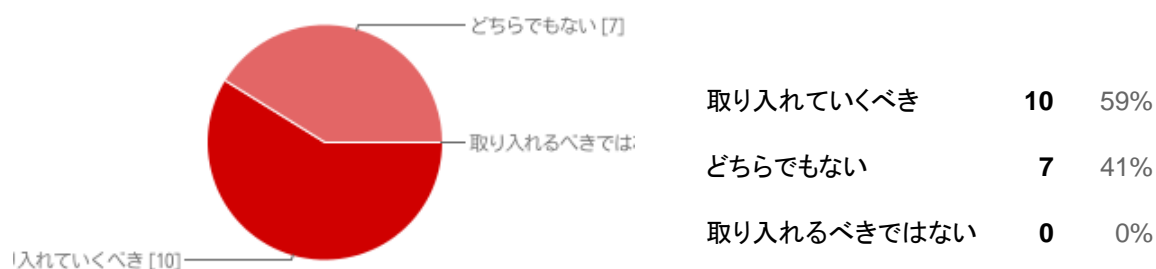 どちらでもない [7]
取り入れるべきでは
入れていくべき [10]
取り入れていくべき 10 59%
どちらでもない 7 41%
取り入れるべきではない 0 0%